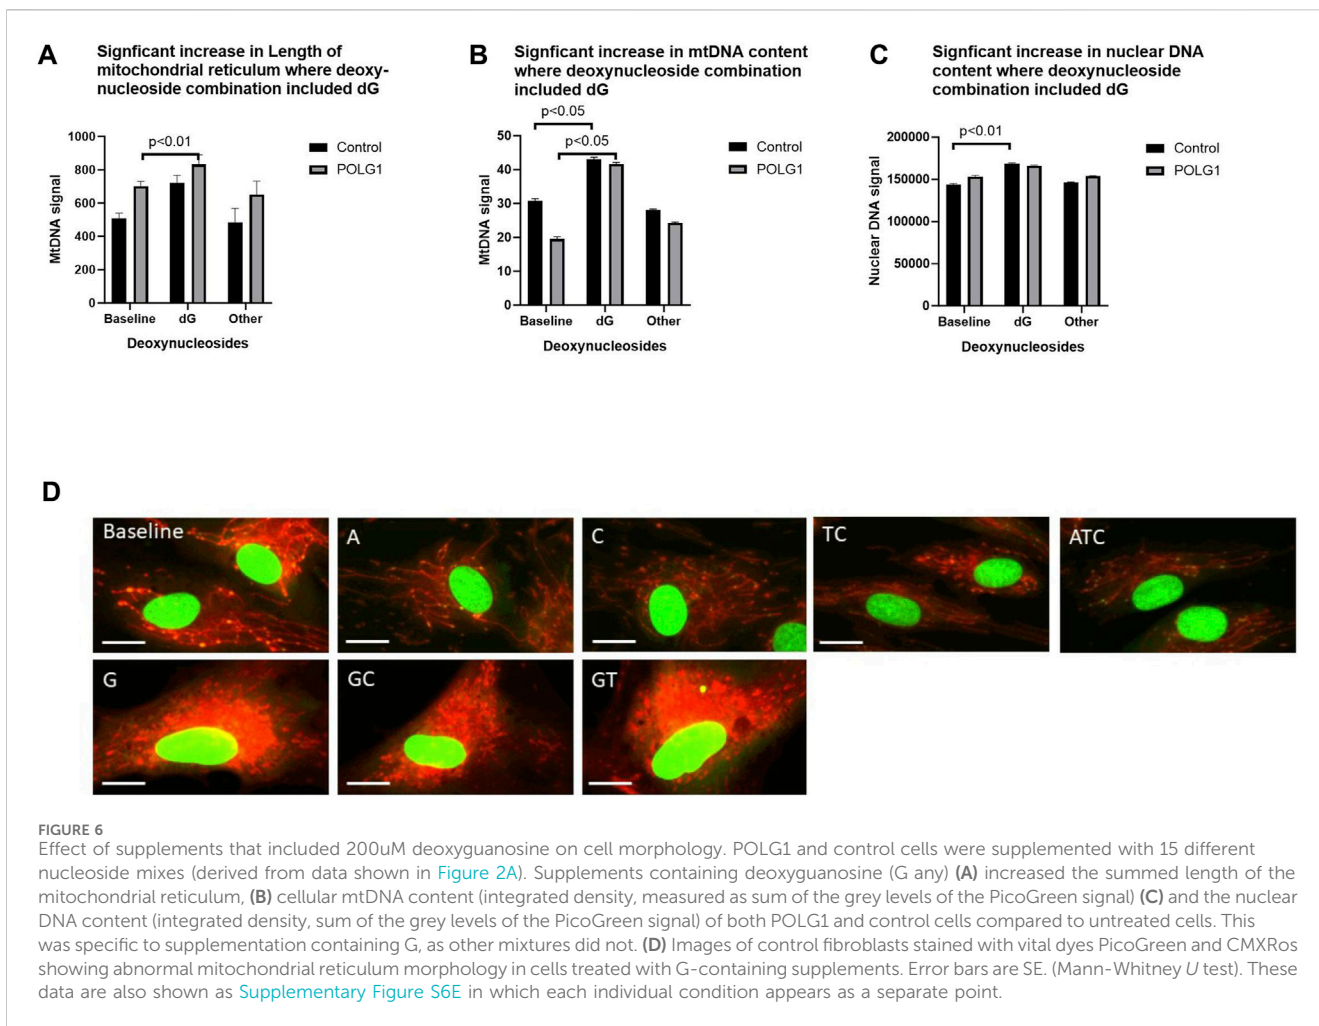 A
Signficant increase in Length of
mitochondrial reticulum where deoxy-
nucleoside combination included dG
1000
800
600
400
200
0
MtDNA signal
p<0.01
Control
POLG1
Baseline dG Other
Deoxynucleosides
B
Signficant increase in mtDNA content
where deoxynucleoside combination
included dG
p<0.05
50
40
30
20
10
0
MtDNA signal
p<0.05
Control
POLG1
Baseline dG Other
Deoxynucleosides
C
Signficant increase in nuclear DNA
content where deoxynucleoside
combination included dG
200000
150000
100000
50000
0
Nuclear DNA signal
p<0.01
Control
POLG1
Baseline dG Other
Deoxynucleosides
D
Baseline A C TC ATC
G GC GT
FIGURE 6
Effect of supplements that included 200uM deoxyguanosine on cell morphology. POLG1 and control cells were supplemented with 15 different
nucleoside mixes (derived from data shown in Figure 2A). Supplements containing deoxyguanosine (G any) (A) increased the summed length of the
mitochondrial reticulum, (B) cellular mtDNA content (integrated density, measured as sum of the grey levels of the PicoGreen signal) (C) and the nuclear
DNA content (integrated density, sum of the grey levels of the PicoGreen signal) of both POLG1 and control cells compared to untreated cells. This
was specific to supplementation containing G, as other mixtures did not. (D) Images of control fibroblasts stained with vital dyes PicoGreen and CMXRos
showing abnormal mitochondrial reticulum morphology in cells treated with G-containing supplements. Error bars are SE. (Mann-Whitney U test). These
data are also shown as Supplementary Figure S6E in which each individual condition appears as a separate point.